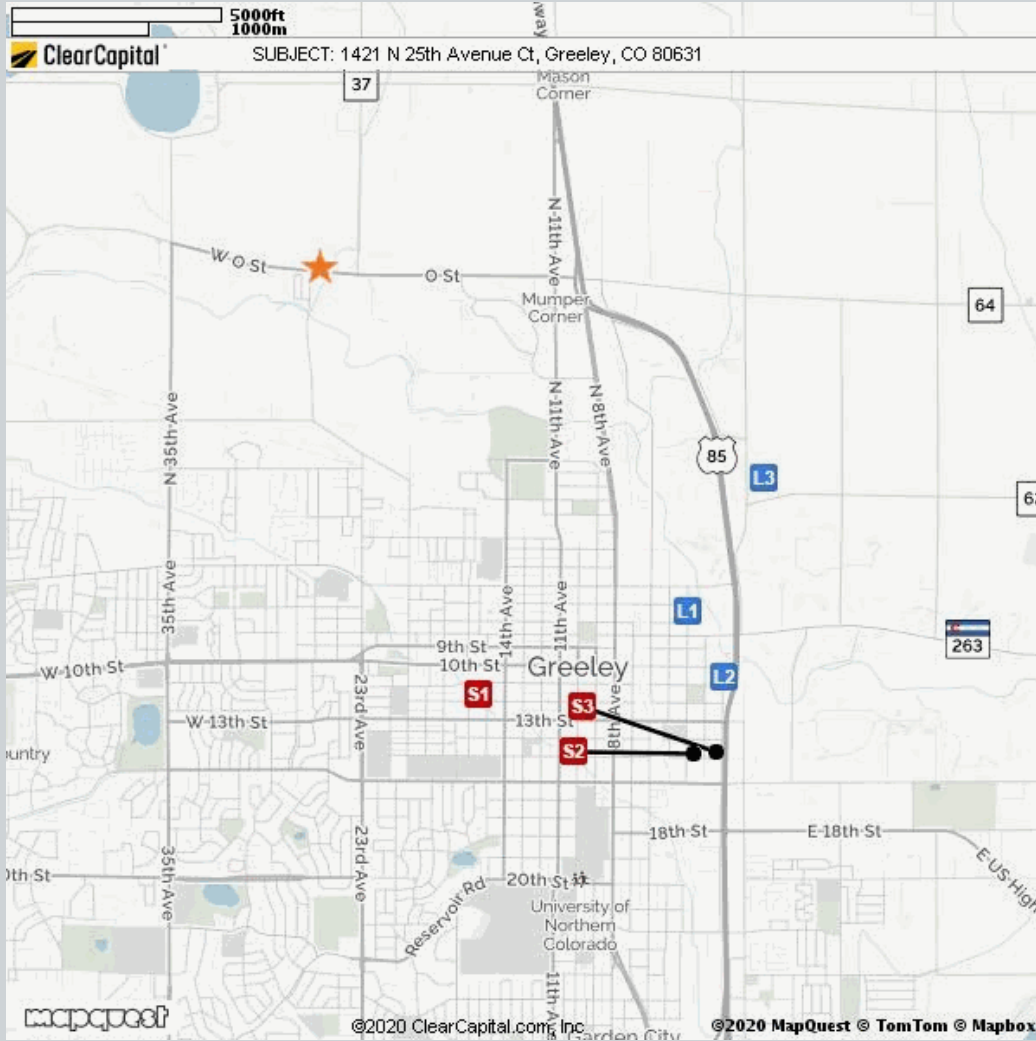 5000ft
1000m
ClearCapital
SUBJECT: 1421 N 25th Avenue Ct, Greeley, CO 80631
Mason
Corner
37
N 11th Ave
W O St
O St
64
Mumper
Corner
N 35th Ave
N 11th Ave
N 8th Ave
85
L3
35th Ave
14th Ave
11th Ave
L1
263
9th St
10th St
W 10th St
Greeley
L2
S1
23rd Ave
S3
8th Ave
W 13th St
13th St
S2
18th St
E 18th St
35th Ave
23rd Ave
20th St
Reservoir Rd
University of
Northern
Colorado
11th Ave
Garden City
mapquest
©2020 ClearCapital.com, Inc
©2020 MapQuest © TomTom © Mapbox